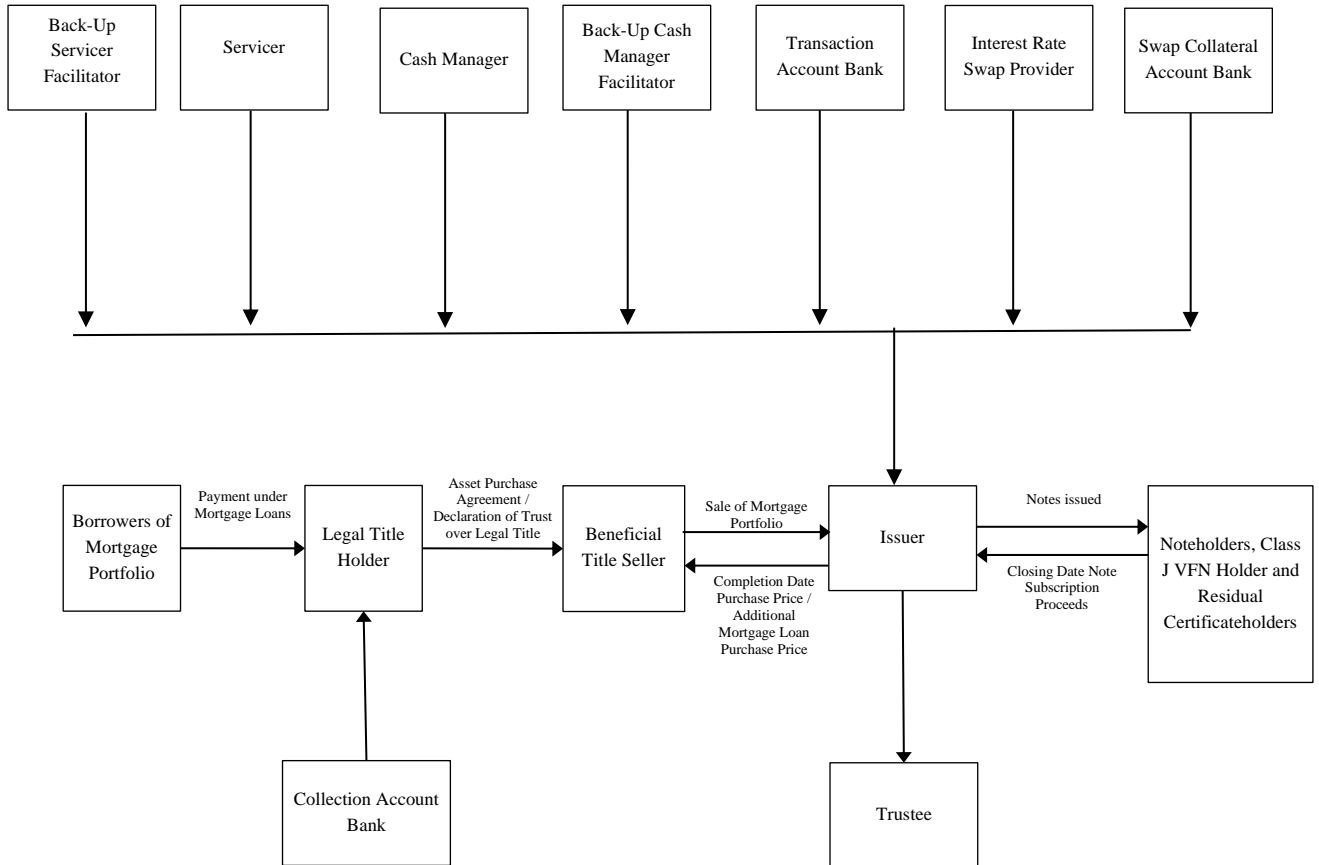 Back-Up
Servicer
Facilitator
Servicer
Cash Manager
Back-Up Cash
Manager
Facilitator
Transaction
Account Bank
Interest Rate
Swap Provider
Swap Collateral
Account Bank
Borrowers of
Mortgage
Portfolio
Payment under
Mortgage Loans
Legal Title
Holder
Asset Purchase
Agreement /
Declaration of Trust
over Legal Title
Beneficial
Title Seller
Sale of Mortgage
Portfolio
Completion Date
Purchase Price /
Additional
Mortgage Loan
Purchase Price
Issuer
Notes issued
Closing Date Note
Subscription
Proceeds
Noteholders, Class
J VFN Holder and
Residual
Certificateholders
Collection Account
Bank
Trustee